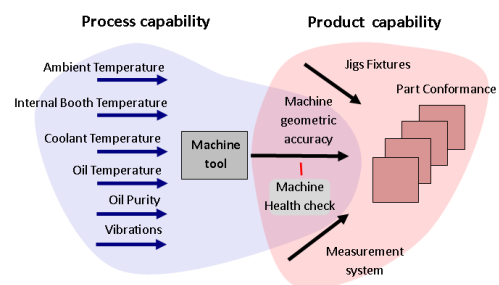 Process capability
Product capability
Ambient Temperature
Internal Booth Temperature
Coolant Temperature
Oil Temperature
Oil Purity
Vibrations
Machine
tool
Machine
geometric
accuracy
Machine
Health check
Jigs Fixtures
Part Conformance
Measurement
system